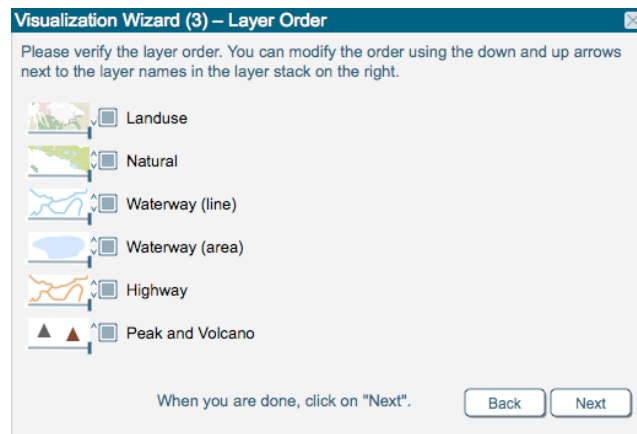 Visualization Wizard (3) – Layer Order
Please verify the layer order. You can modify the order using the down and up arrows
next to the layer names in the layer stack on the right.
Landuse
Natural
Waterway (line)
Waterway (area)
Highway
Peak and Volcano
When you are done, click on "Next".
Back
Next